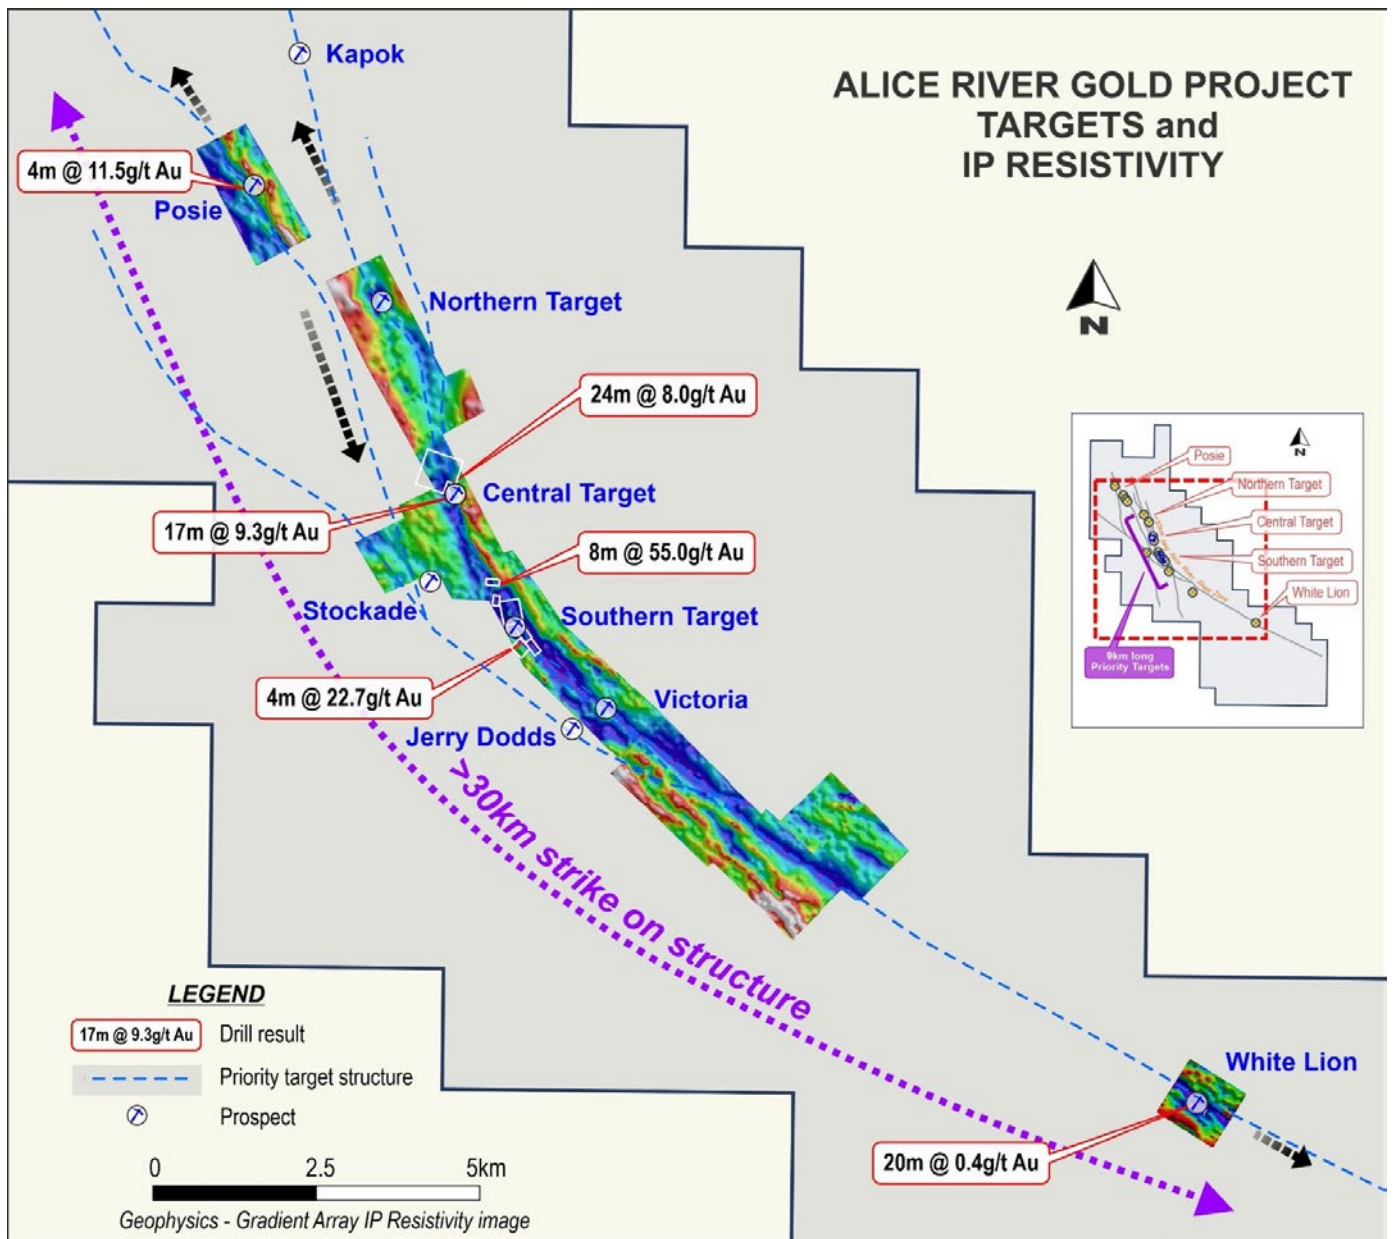 ALICE RIVER GOLD PROJECT
TARGETS and
IP RESISTIVITY
Kapok
4m @ 11.5g/t Au
Posie
N
Northern Target
24m @ 8.0g/t Au
Central Target
17m @ 9.3g/t Au
8m @ 55.0g/t Au
Stockade
Southern Target
4m @ 22.7g/t Au
Victoria
Jerry Dodds
>30km strike on structure
White Lion
20m @ 0.4g/t Au
N
Posie
Northern Target
Central Target
Southern Target
White Lion
9km long
Priority Targets
LEGEND
17m @ 9.3g/t Au Drill result
Priority target structure
Prospect
0 2.5 5km
Geophysics - Gradient Array IP Resistivity image